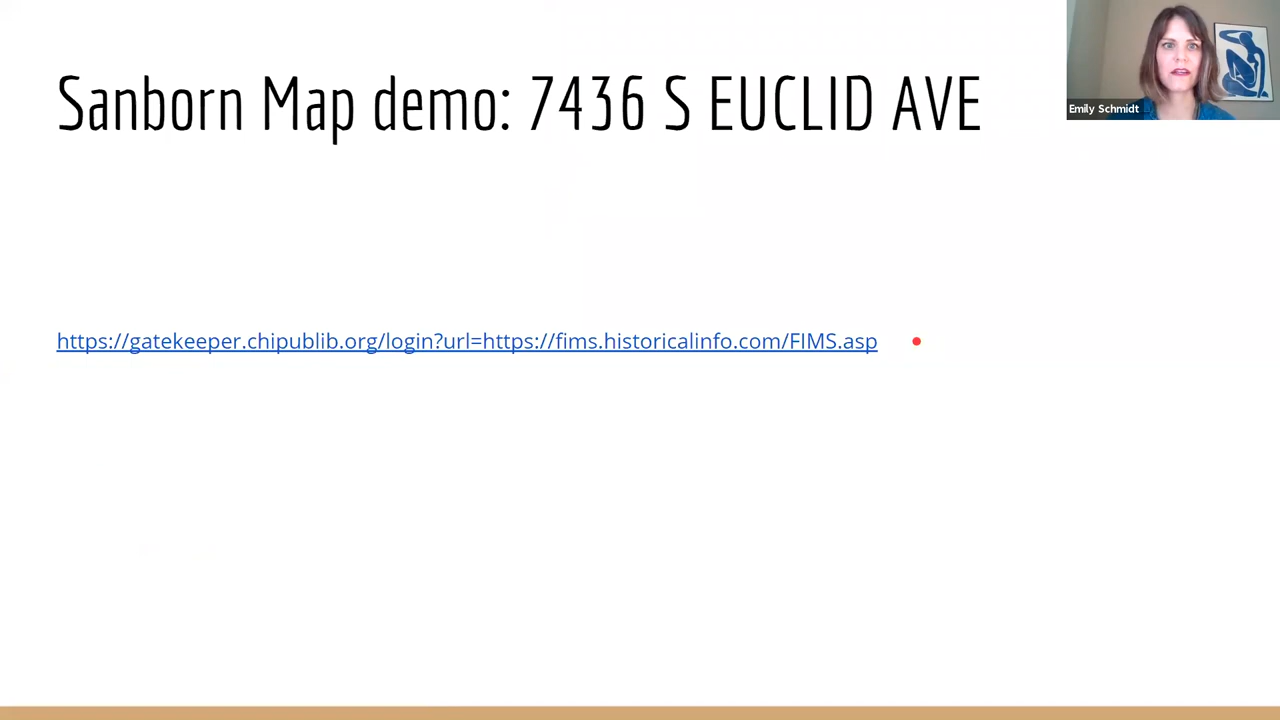 Sanborn Map demo: 7436 S EUCLID AVE
Emily Schmidt
https://gatekeeper.chipublib.org/login?url=https://fims.historicalinfo.com/FIMS.asp